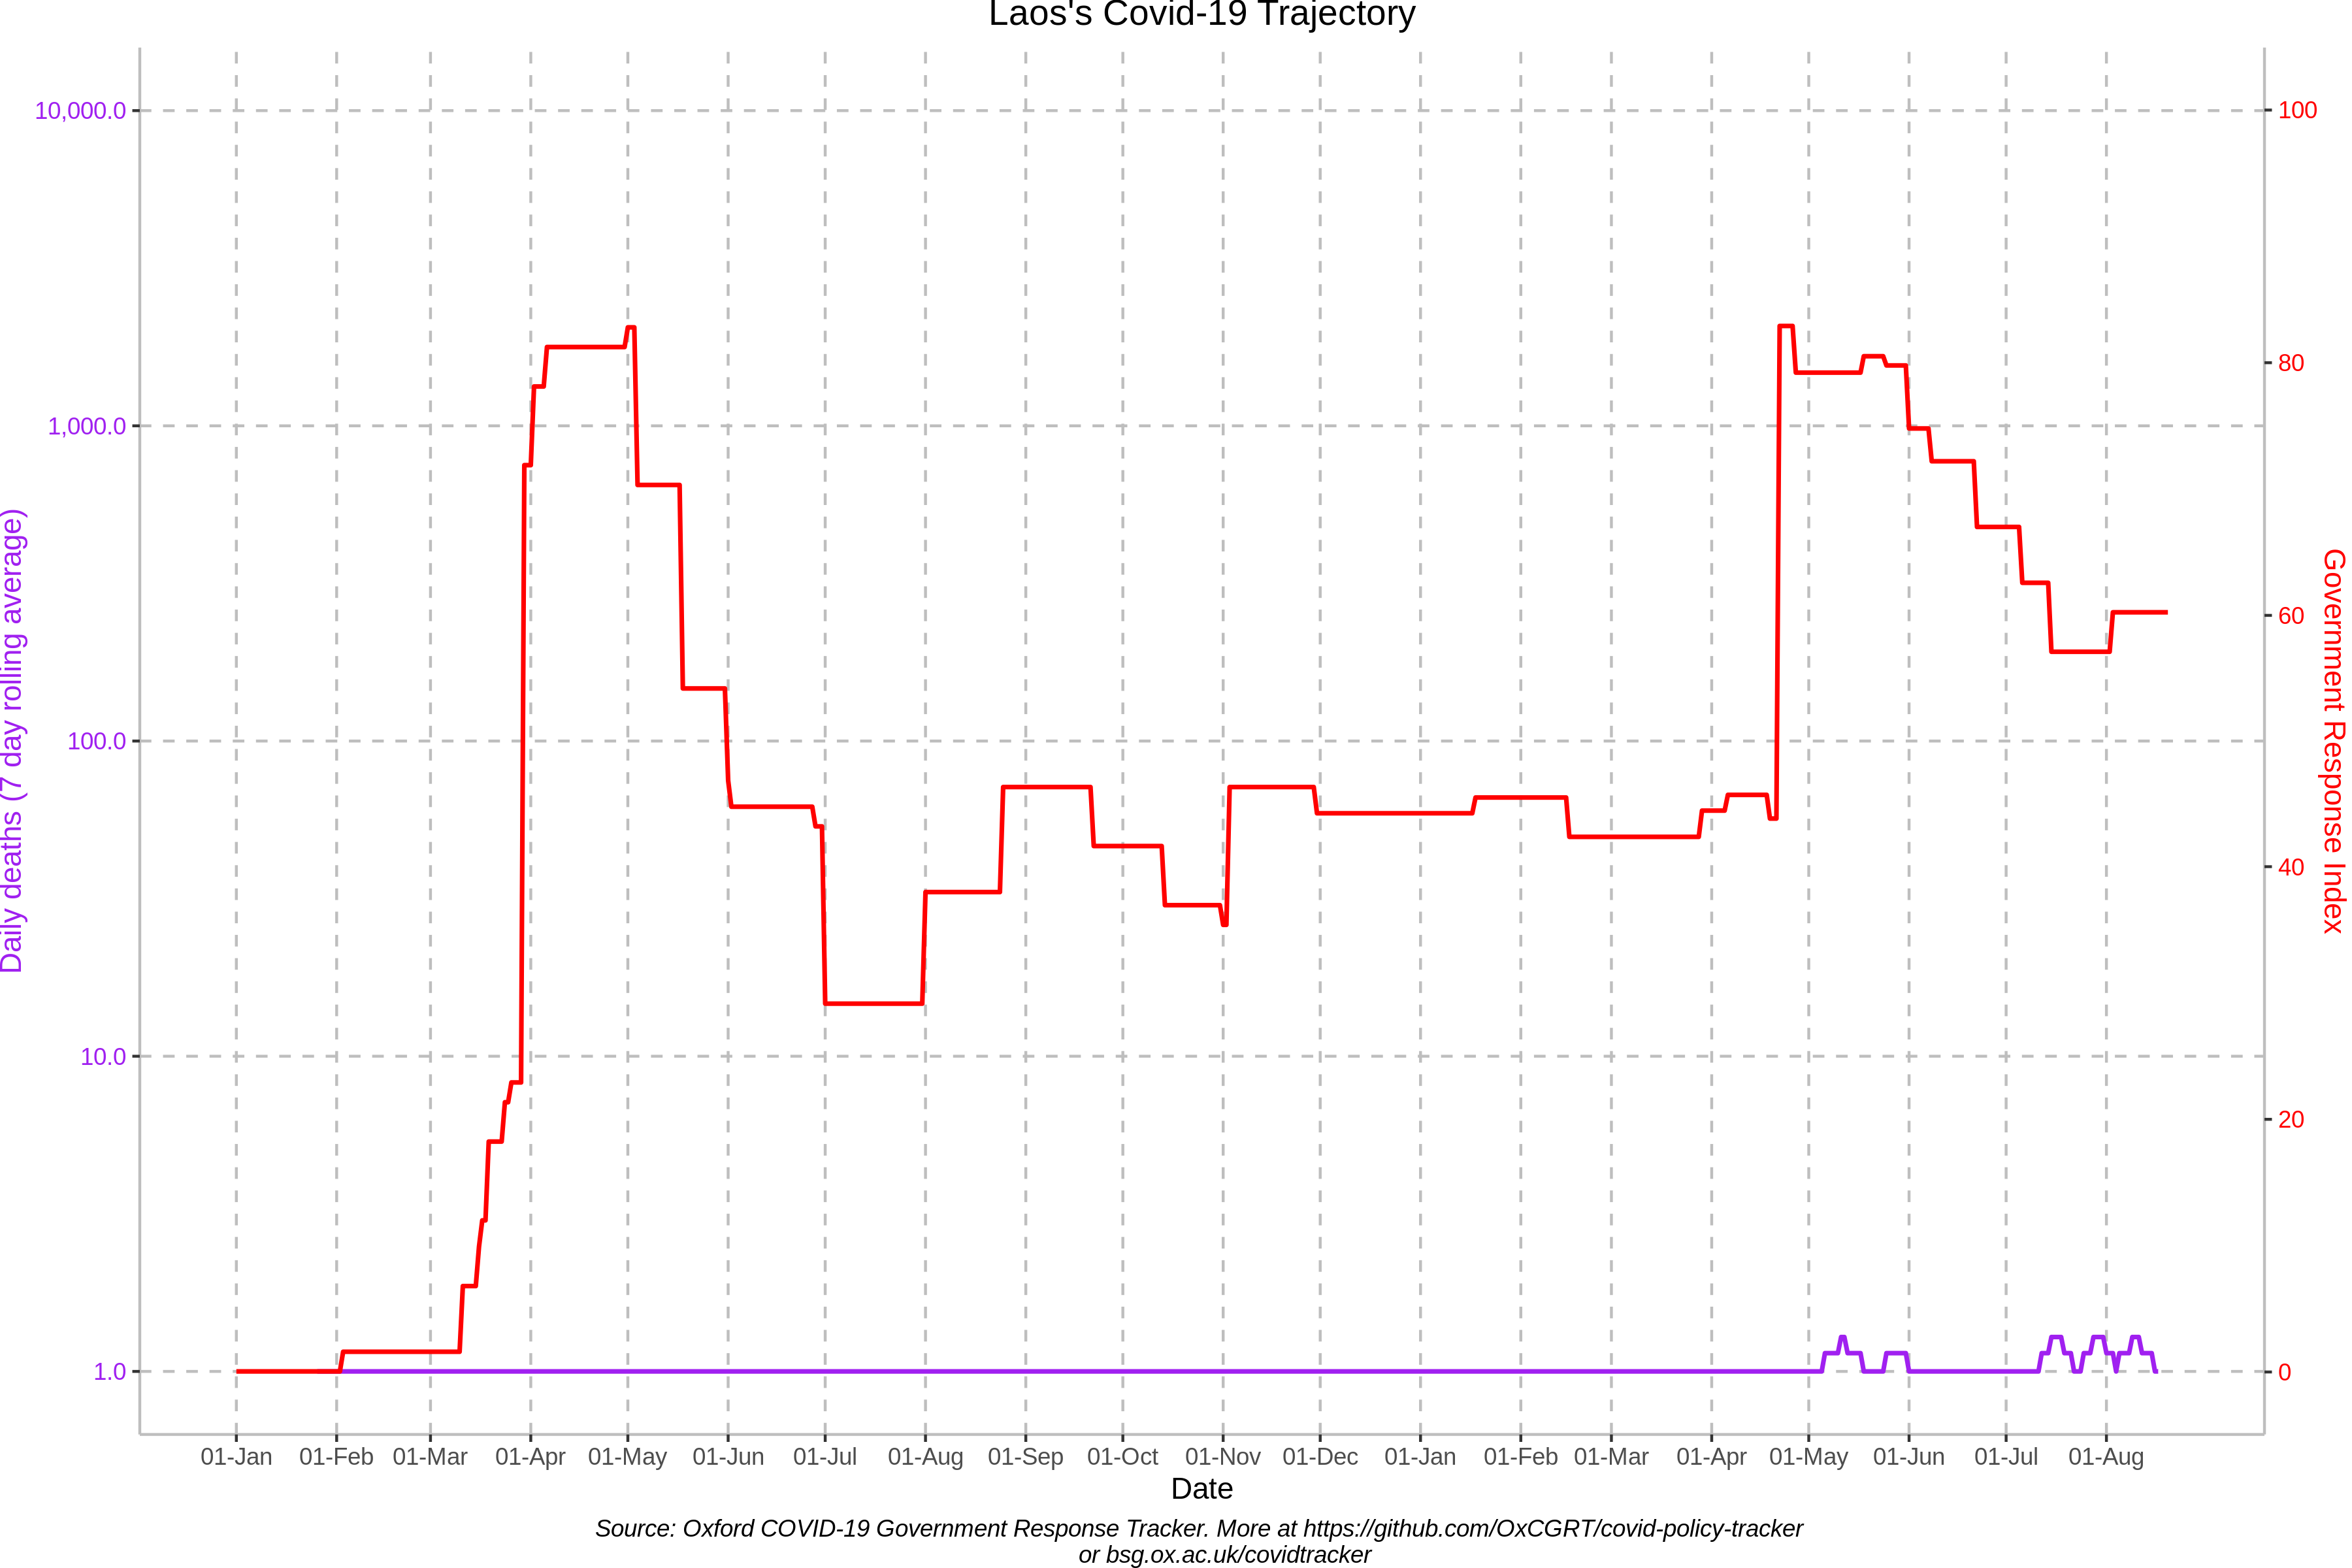 Laos's Covid-19 Trajectory
10,000.0
1,000.0
100.0
10.0
1.0
Daily deaths (7 day rolling average)
100
80
60
40
20
0
Government Response Index
01-Jan 01-Feb 01-Mar 01-Apr 01-May 01-Jun 01-Jul 01-Aug 01-Sep 01-Oct 01-Nov 01-Dec 01-Jan 01-Feb 01-Mar 01-Apr 01-May 01-Jun 01-Jul 01-Aug
Date
Source: Oxford COVID-19 Government Response Tracker. More at https://github.com/OxCGRT/covid-policy-tracker
or bsg.ox.ac.uk/covidtracker